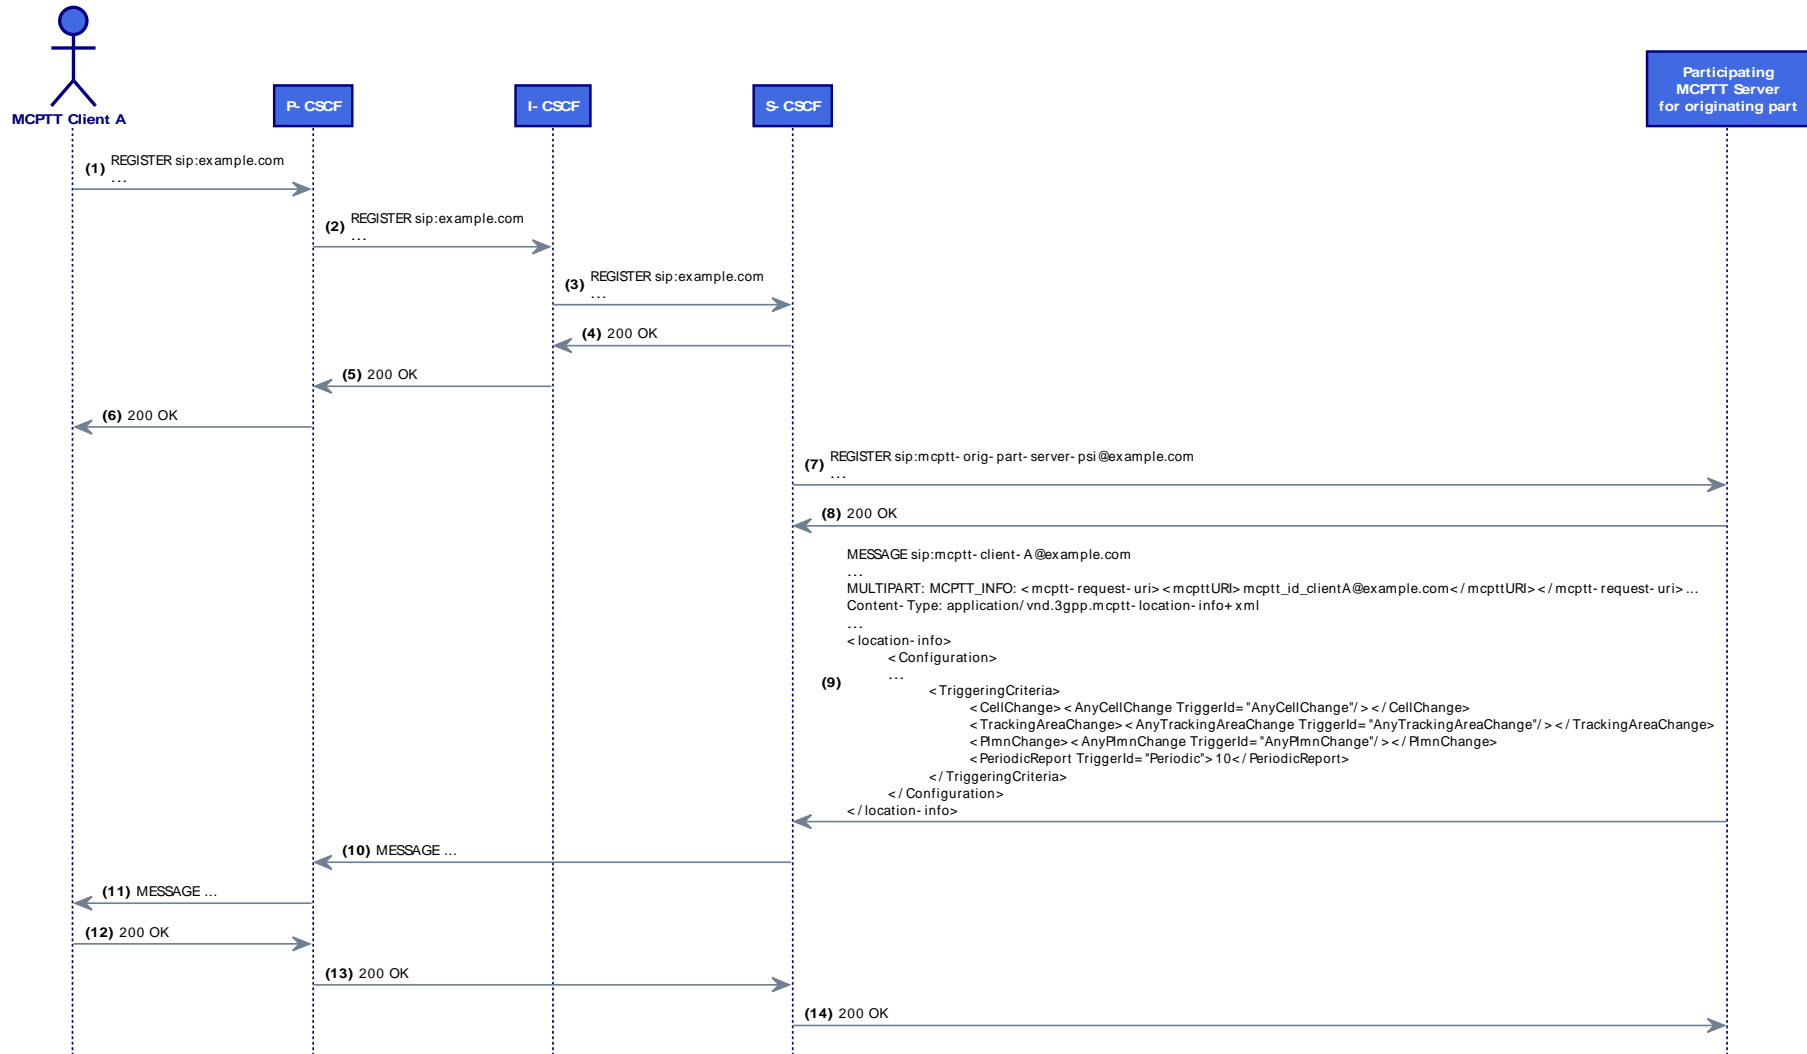 MCPTT Client A
P- CSCF
I- CSCF
S- CSCF
Participating
MCPTT Server
for originating part
(1) REGISTER sip:example.com
...
(2) REGISTER sip:example.com
...
(3) REGISTER sip:example.com
...
(4) 200 OK
(5) 200 OK
(6) 200 OK
(7) REGISTER sip:mcptt- orig- part- server- psi@example.com
...
(8) 200 OK
MESSAGE sip:mcptt- client- A@example.com
...
MULTIPART: MCPTT_INFO: <mcptt- request- uri><mcpttURI>mcptt_id_clientA@example.com</mcpttURI></mcptt- request- uri>...
Content- Type: application/vnd.3gpp.mcptt- location- info+xml
...
<location- info>
<Configuration>
...
(9)
<TriggeringCriteria>
<CellChange><AnyCellChange TriggerId="AnyCellChange"/></CellChange>
<TrackingAreaChange><AnyTrackingAreaChange TriggerId="AnyTrackingAreaChange"/></TrackingAreaChange>
<PlmnChange><AnyPlmnChange TriggerId="AnyPlmnChange"/></PlmnChange>
<PeriodicReport TriggerId="Periodic">10</PeriodicReport>
</TriggeringCriteria>
</Configuration>
</location- info>
(10) MESSAGE ...
(11) MESSAGE ...
(12) 200 OK
(13) 200 OK
(14) 200 OK